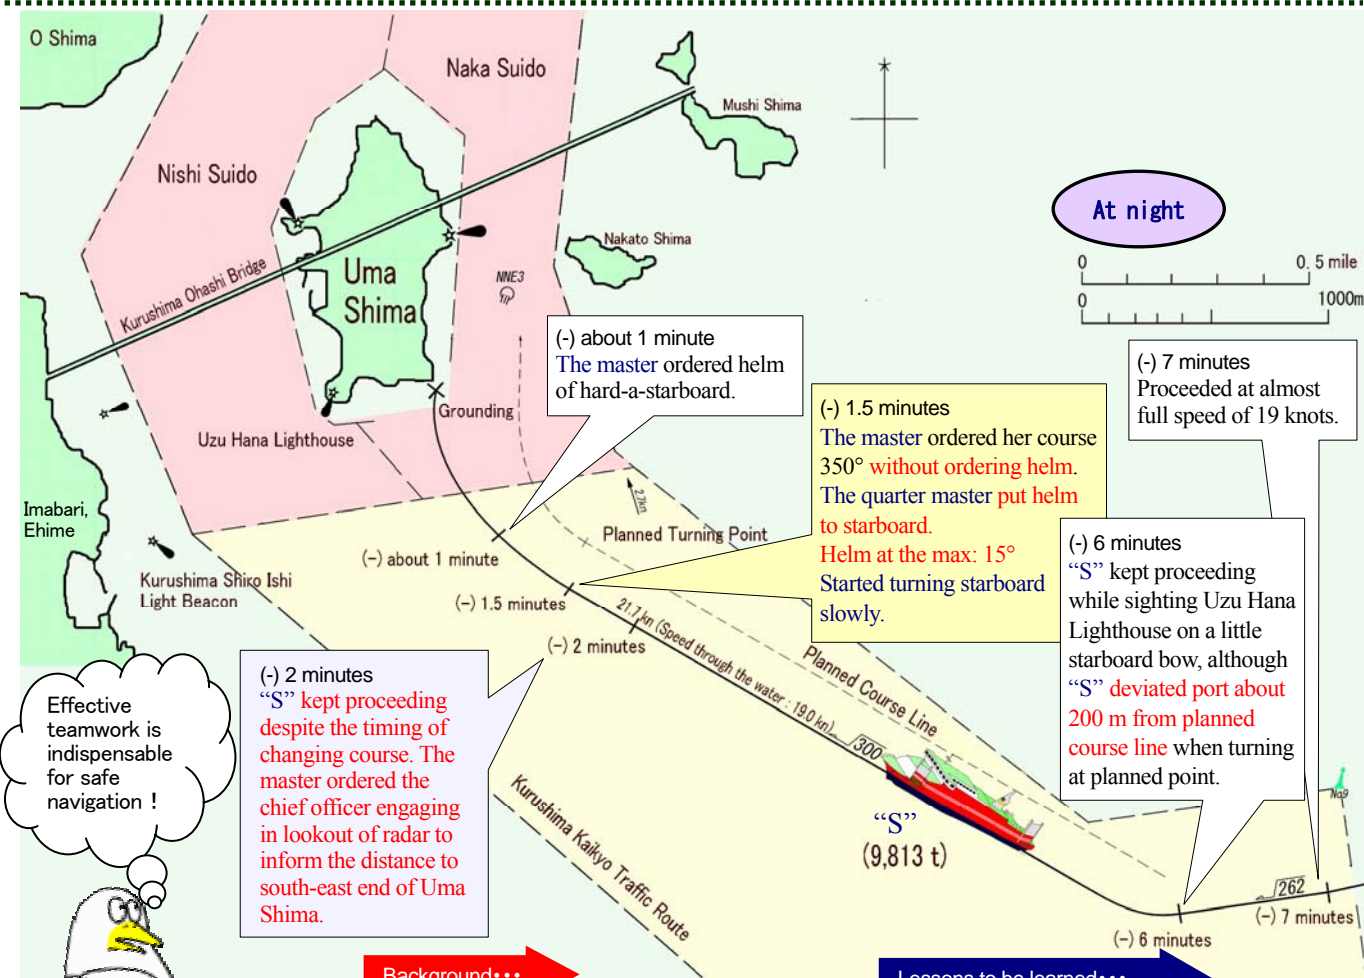 O Shima
Naka Suido
Mushi Shima
Nishi Suido
At night
Nakato Shima
0
0. 5 mile
0
1000m
Kurushima Ohashi Bridge
Uma
Shima
NNE3
(-) about 1 minute
The master ordered helm
of hard-a-starboard.
(-) 7 minutes
Proceeded at almost
full speed of 19 knots.
Grounding
Uzu Hana Lighthouse
(-) 1.5 minutes
The master ordered her course
350° without ordering helm.
The quarter master put helm
to starboard.
Helm at the max: 15°
Started turning starboard
slowly.
2.7kn
Imabari,
Ehime
Planned Turning Point
(-) 6 minutes
“S” kept proceeding
while sighting Uzu Hana
Lighthouse on a little
starboard bow, although
“S” deviated port about
200 m from planned
course line when turning
at planned point.
(-) about 1 minute
Kurushima Shiro Ishi
Light Beacon
(-) 1.5 minutes
(-) 2 minutes
21.7 kn (Speed through the water : 19.0 kn)
Planned Course Line
300
(-) 2 minutes
“S” kept proceeding
despite the timing of
changing course. The
master ordered the
chief officer engaging
in lookout of radar to
inform the distance to
south-east end of Uma
Shima.
Effective
teamwork is
indispensable
for safe
navigation !
Kurushima Kaikyo Traffic Route
“S”
(9,813 t)
No9
262
(-) 7 minutes
(-) 6 minutes
Background･･･
Lessons to be learned･･･